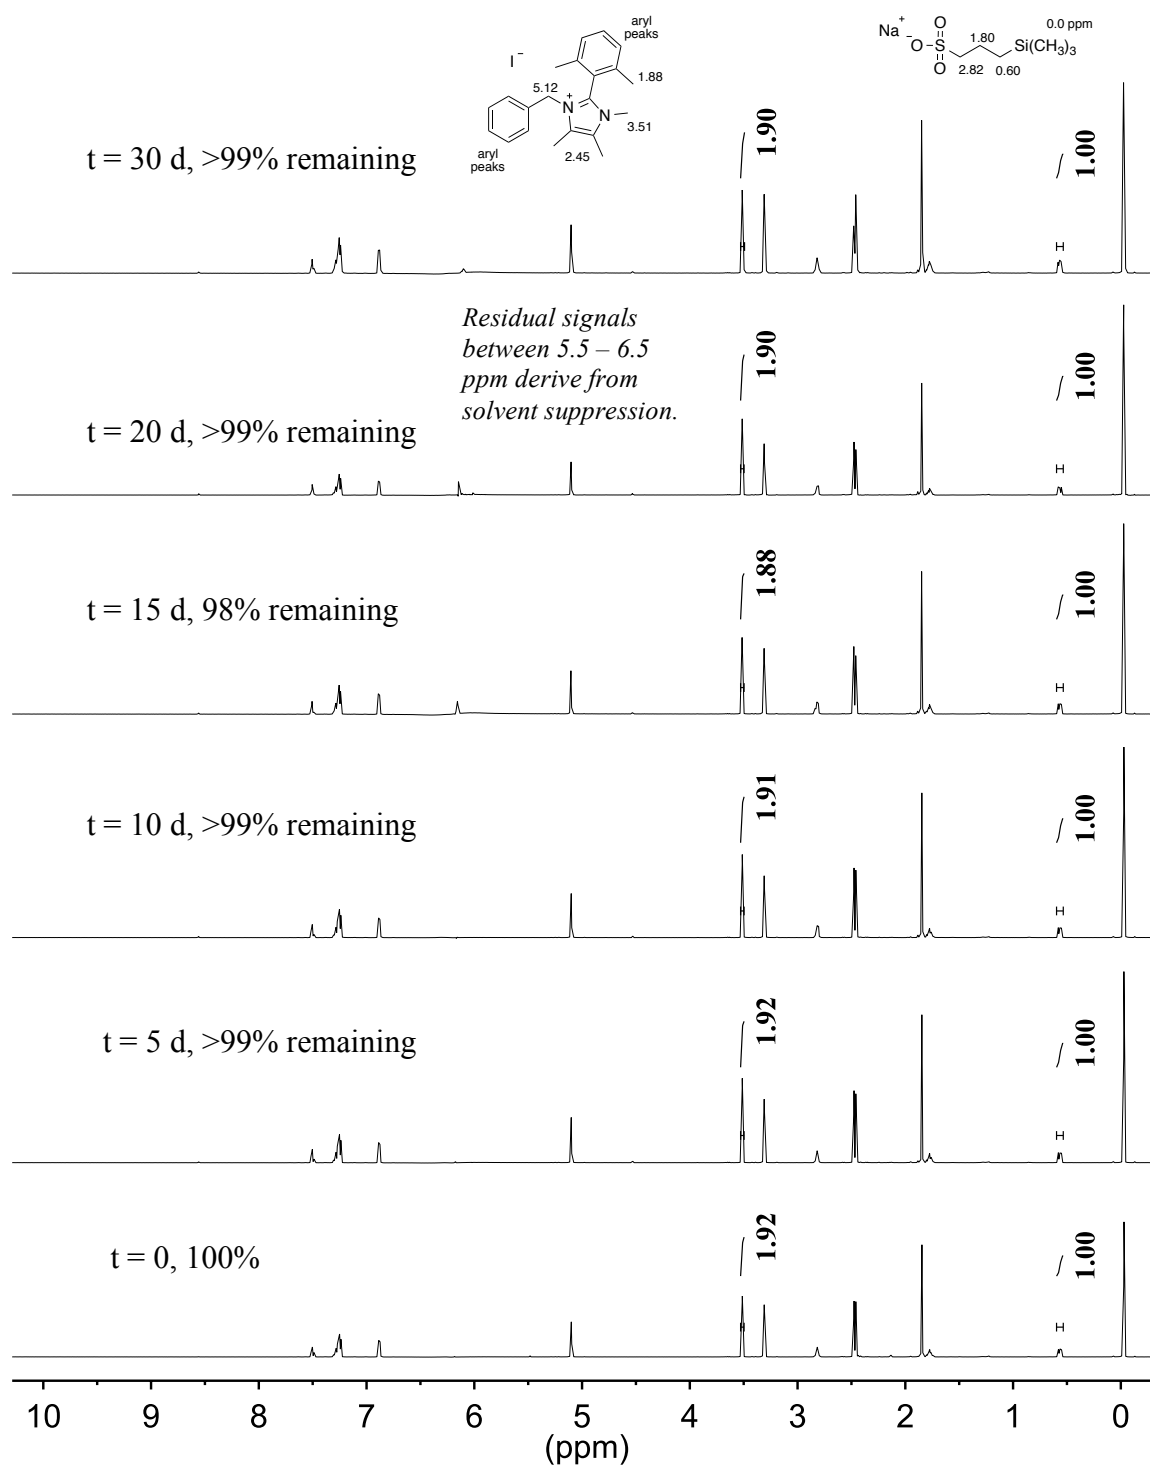 aryl
peaks
I⁻
1.88
5.12
N⁺
N
3.51
2.45
aryl
peaks
Na⁺
⁻O
S
O
O
1.80
2.82
0.60
0.0 ppm
Si(CH₃)₃
t = 30 d, >99% remaining
1.90
1.00
Residual signals
between 5.5 – 6.5
ppm derive from
solvent suppression.
t = 20 d, >99% remaining
1.90
1.00
t = 15 d, 98% remaining
1.88
1.00
t = 10 d, >99% remaining
1.91
1.00
t = 5 d, >99% remaining
1.92
1.00
t = 0, 100%
1.92
1.00
10 9 8 7 6 5 4 3 2 1 0
(ppm)